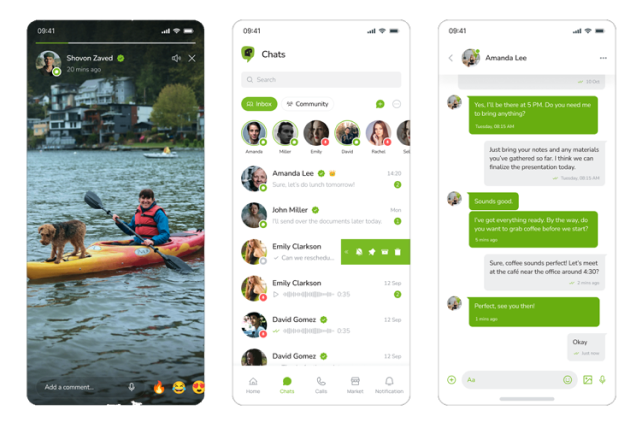 09:41
Shovon Zaved
20 mins ago
Add a comment...
09:41
Chats
Search
Inbox
Community
Amanda
Miller
Emily
David
Rachel
Amanda Lee
14:20
Sure, let's do lunch tomorrow!
John Miller
Mon
I'll send over the documents later today.
Emily Clarkson
Can we reschedu...
Emily Clarkson
12 Sep
0:35
David Gomez
12 Sep
0:35
David Gomez
12 Sep
Home
Chats
Calls
Market
Notification
09:41
Amanda Lee
Yes, I'll be there at 5 PM. Do you need me
to bring anything?
Tuesday, 08:15 AM
Just bring your notes and any materials
you've gathered so far. I think we can
finalize the presentation today.
Tuesday, 08:15 AM
Sounds good.
I've got everything ready. By the way, do
you want to grab coffee before we start?
5 mins ago
Sure, coffee sounds perfect! Let's meet
at the café near the office around 4:30?
2 mins ago
Perfect, see you then!
1 mins ago
Okay
Just now
Aa